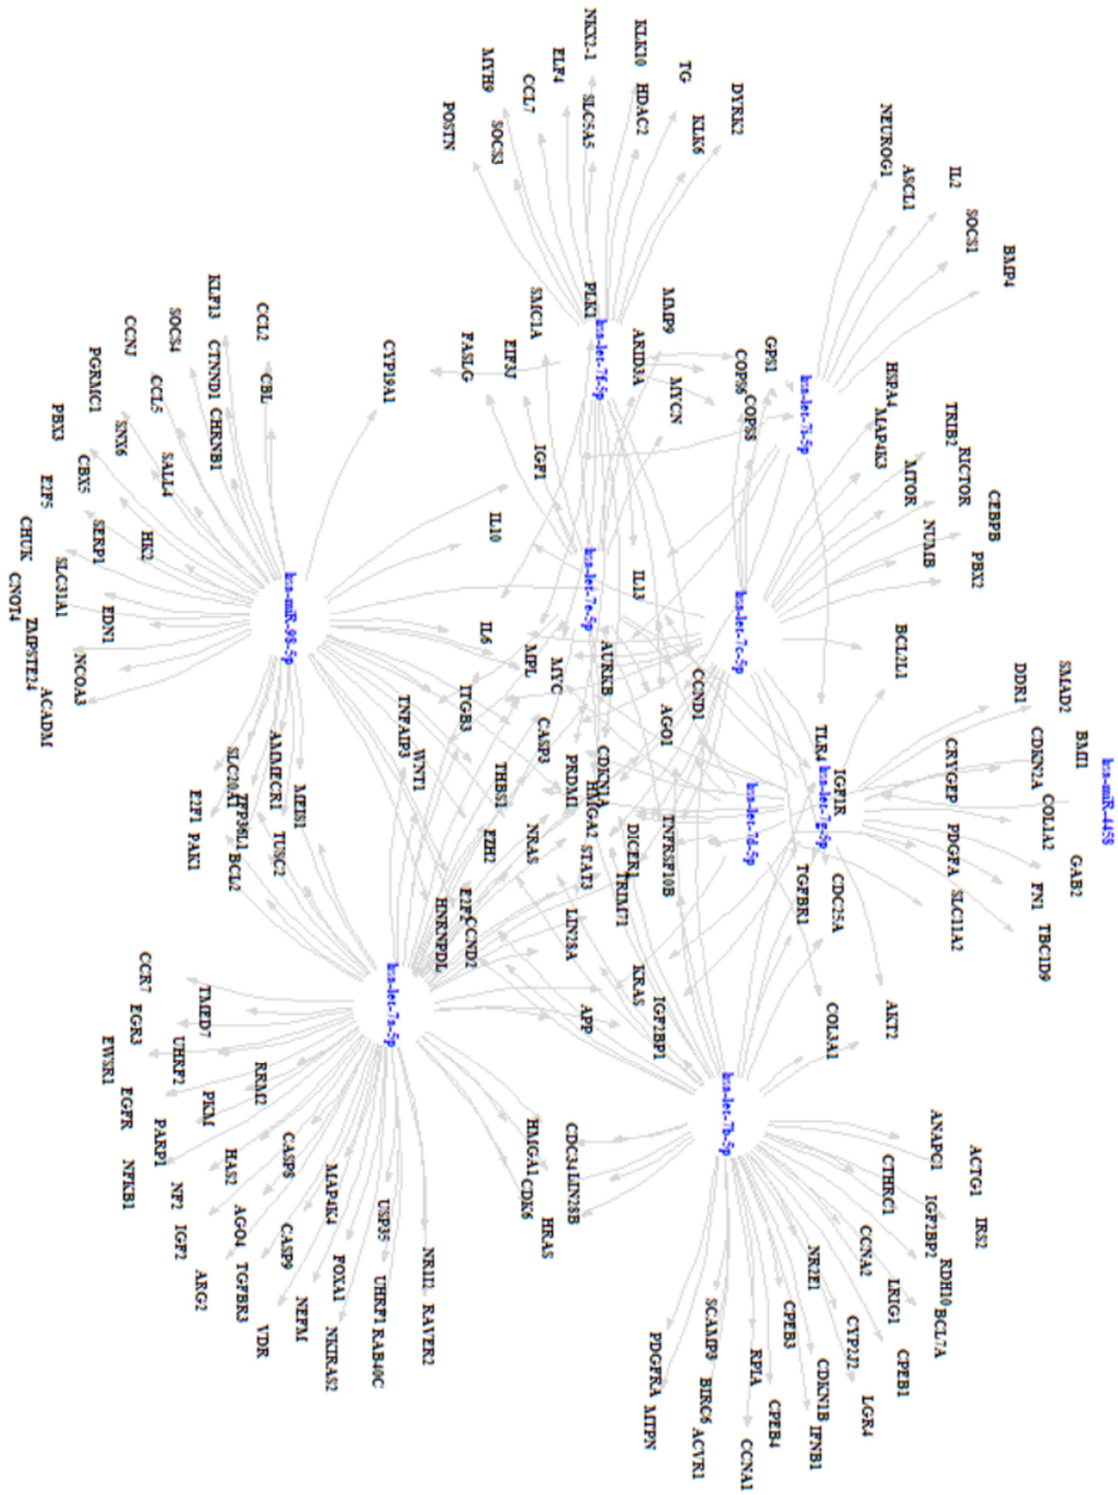 NKX2-1
KLK10
TG
DYRK2
ELF4
MYH9
CCL7
SLC5A5
HDAC2
KLK6
POSTN
SOCS3
NEUROG1
ASCL1
IL2
SOCS1
BMP4
SMC1A
PLK1
hsa-let-7f-5p
MMP9
ARID3A
MYCN
GPS1
COPS6
COPS8
hsa-let-7i-5p
FASLG
EIF3J
CYP19A1
IGF1
IL10
HSPA4
MAP4K3
TRIB2
RICTOR
MTOR
CEBPB
NUMB
PBX2
KLF13
CCL2
SOCS4
CTNND1
CBL
CCNJ
CCL5
CHRNB1
PGRMC1
SNX6
SALL4
PBX3
CBX5
E2F5
SERP1
HK2
CHUK
SLC31A1
hsa-miR-98-5p
CNOT4
EDN1
ZMPSTE24
NCOA3
ACADM
hsa-let-7e-5p
IL13
hsa-let-7c-5p
IL6
MPL
MYC
AURKB
CCND1
AGO1
BCL2L1
ITGB3
TNFAIP3
WNT1
CASP3
PRDM1
CDKN1A
HMGA2
THBS1
TLR4
IGF1R
hsa-let-7g-5p
hsa-let-7d-5p
DDR1
SMAD2
BMI1
hsa-miR-4458
CDKN2A
CRYGFP
COL1A2
GAB2
PDGFA
FN1
SLC11A2
TBC1D9
AMMECR1
SLC20A1
MEIS1
E2F1
ZFP36L1
TUSC2
PAK1
BCL2
EZH2
NRAS
STAT3
DICER1
TNFRSF10B
TRIM71
TGFBR1
CDC25A
E2F2
CCND2
HNRNPDL
LIN28A
KRAS
IGF2BP1
APP
COL3A1
AKT2
hsa-let-7a-5p
CCR7
TMED7
EGR3
UHRF2
EWSR1
RRM2
PKM
EGFR
PARP1
NFKB1
HAS2
CASP8
NF2
IGF2
AGO4
MAP4K4
ARG2
TGFBR3
CASP9
USP35
VDR
FOXA1
NEFM
UHRF1
NR1I2
NKIRAS2
RAB40C
RAVER2
HMGA1
CDC34
LIN28B
CDK6
HRAS
hsa-let-7b-5p
ANAPC1
ACTG1
CTHRC1
IGF2BP2
IRS2
CCNA2
RDH10
NR2E1
LRIG1
BCL7A
SCAMP3
CPEB3
CYP2J2
CPEB1
PDGFRA
RPIA
CDKN1B
LGR4
MTPN
BIRC6
CPEB4
IFNB1
ACVR1
CCNA1